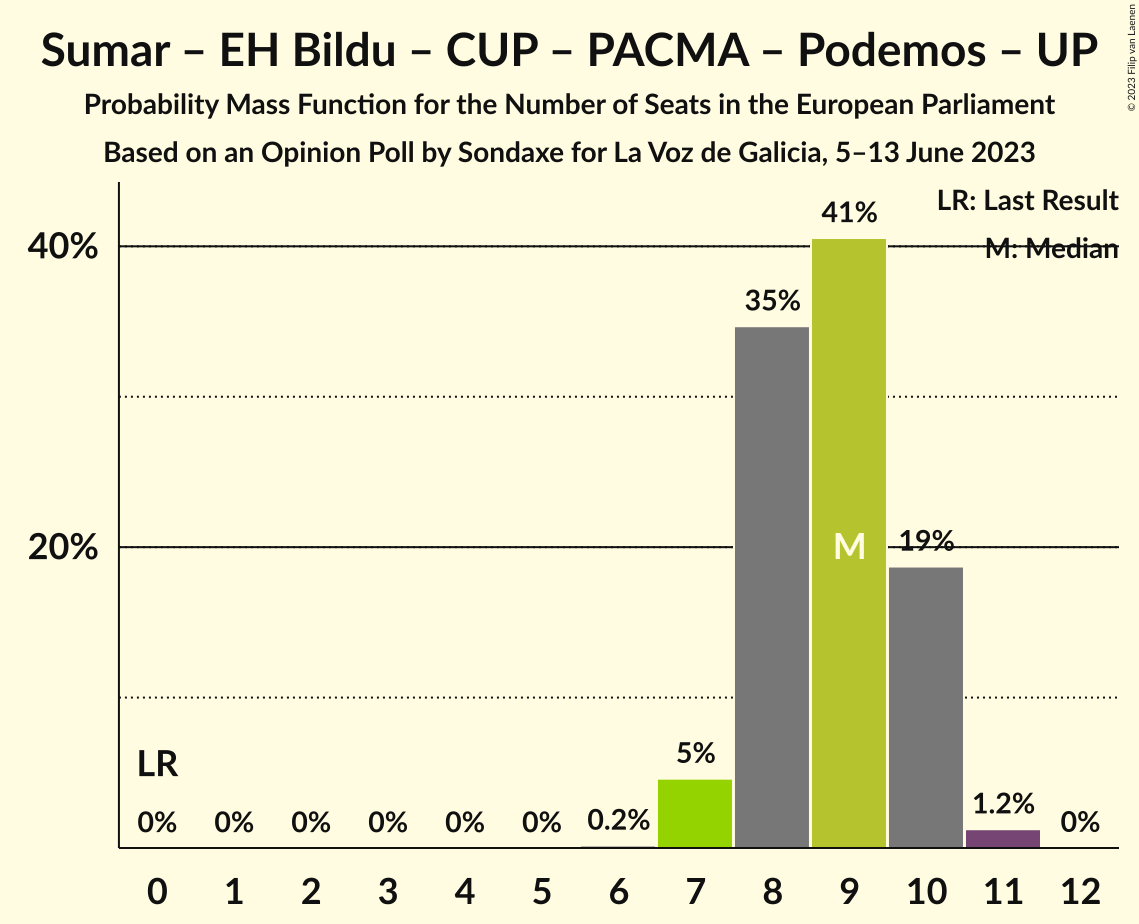 Sumar – EH Bildu – CUP – PACMA – Podemos – UP
Probability Mass Function for the Number of Seats in the European Parliament
Based on an Opinion Poll by Sondaxe for La Voz de Galicia, 5–13 June 2023
© 2023 Filip van Laenen
LR: Last Result
M: Median
40%
20%
41%
35%
19%
M
5%
LR
0% 0% 0% 0% 0% 0% 0.2% 1.2% 0%
0 1 2 3 4 5 6 7 8 9 10 11 12